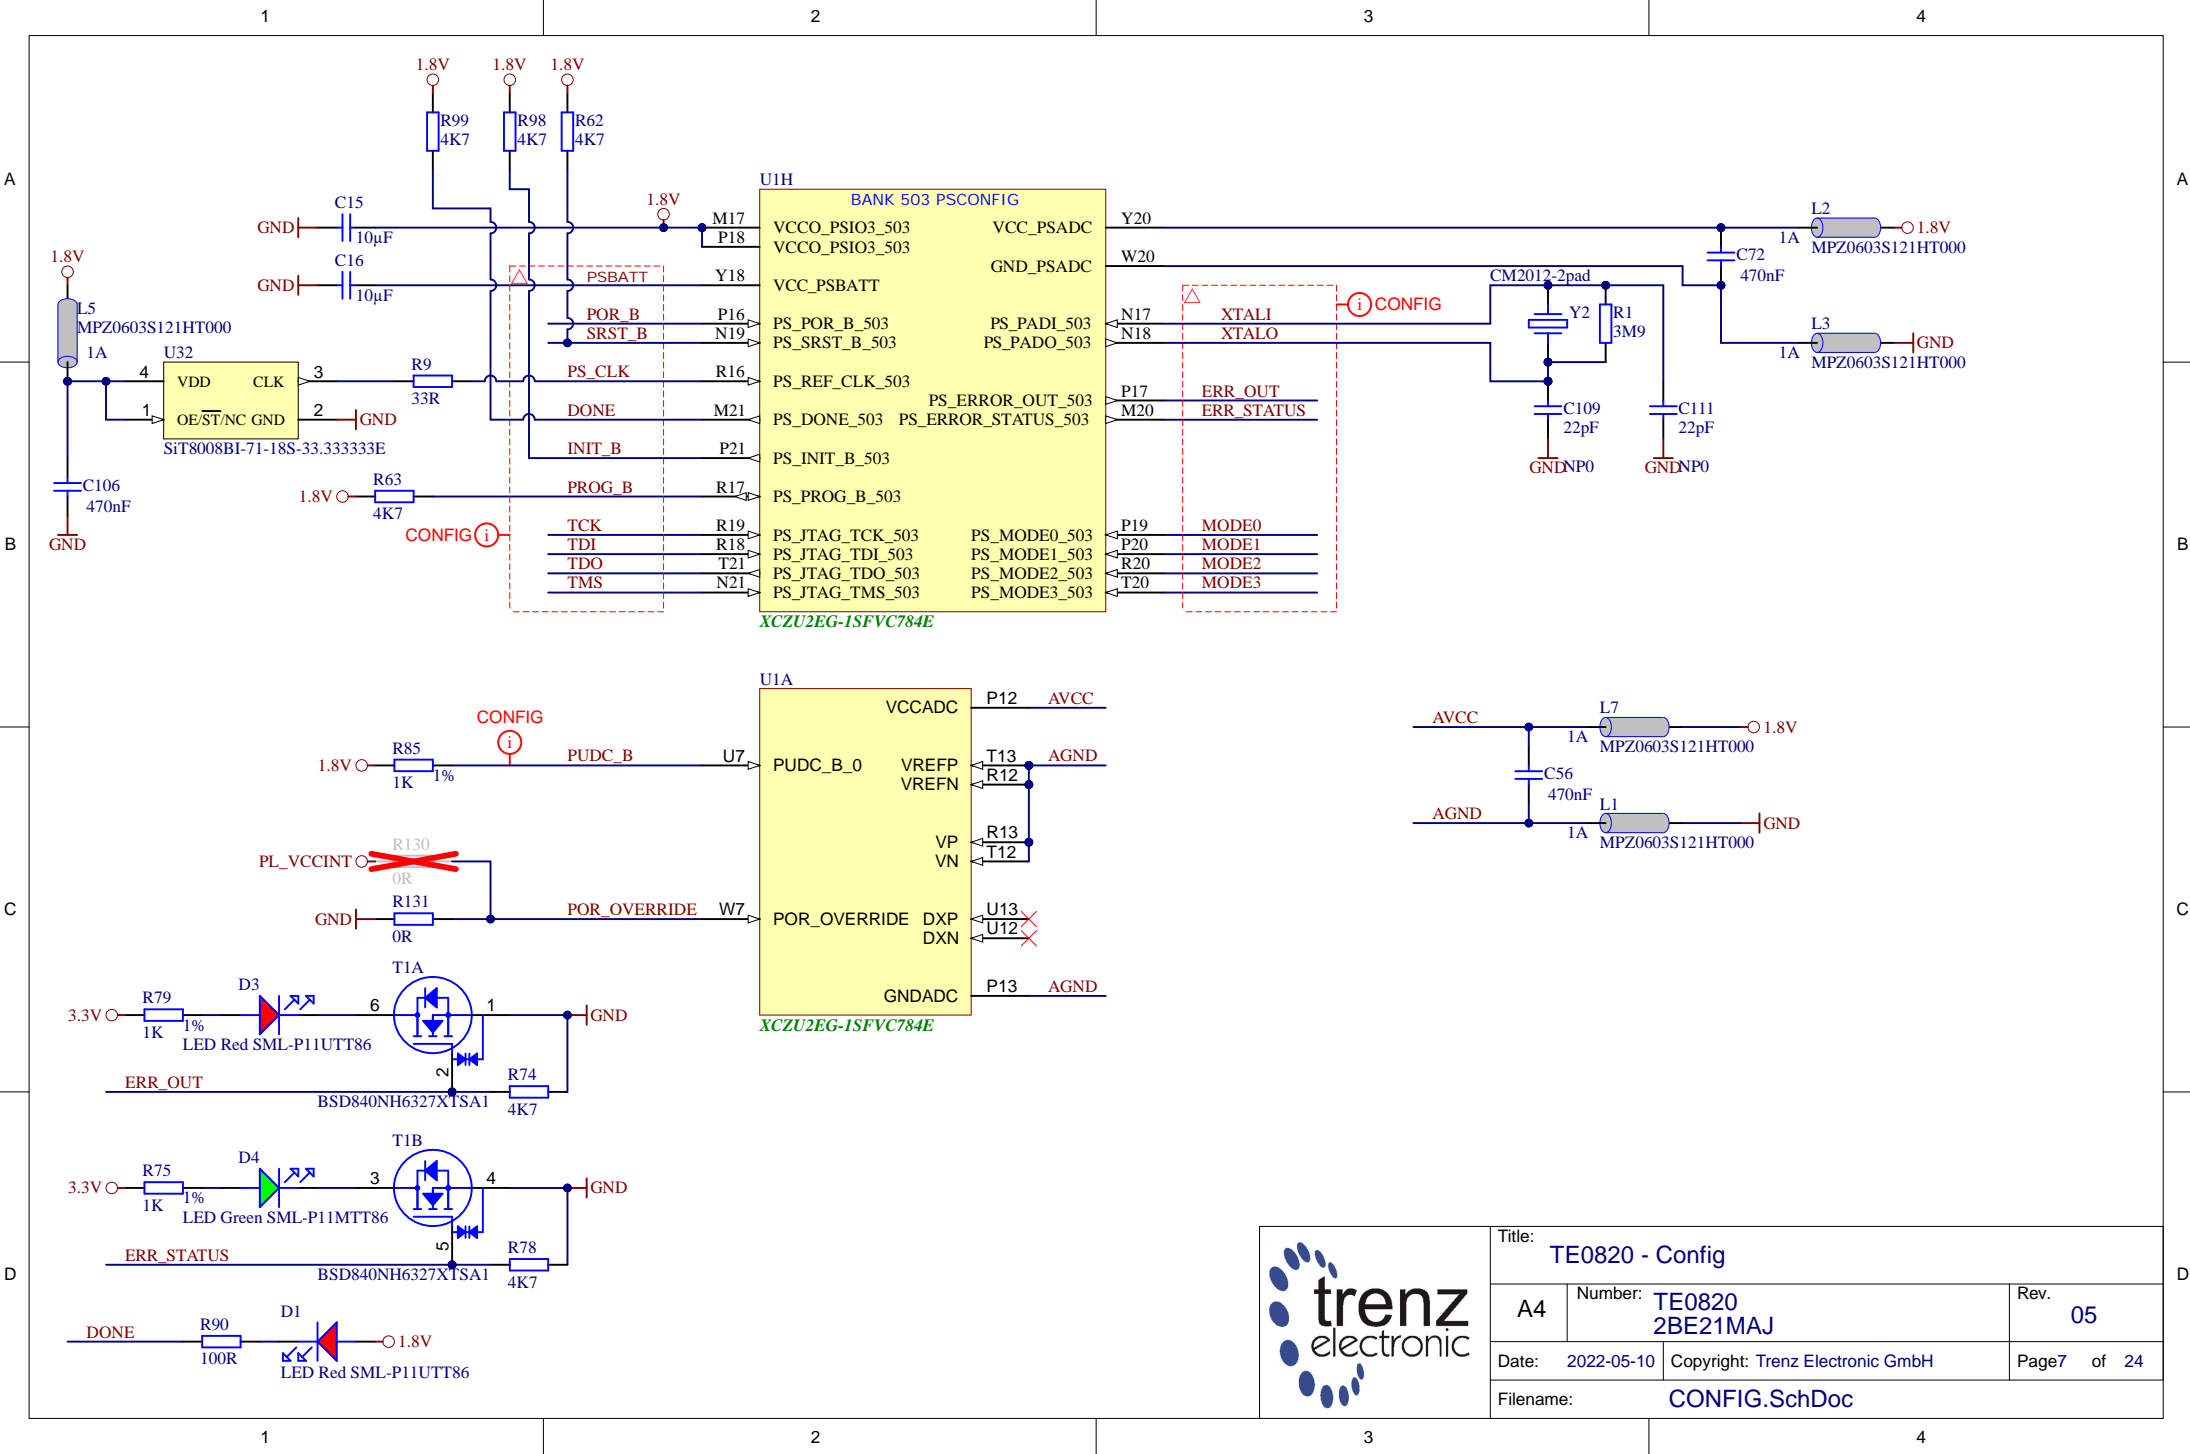 1 2 3 4
A A
B B
C C
D D
1.8V 1.8V 1.8V
R99 4K7
R98 4K7
R62 4K7
C15
GND 10µF
C16
GND 10µF
1.8V
1.8V
L5
MPZ0603S121HT000
1A
U32
4 VDD CLK 3
1 OE/ST/NC GND 2 GND
SiT8008BI-71-18S-33.333333E
C106
470nF
GND
R9
33R
1.8V R63
4K7
CONFIG i
PSBATT
POR_B
SRST_B
PS_CLK
DONE
INIT_B
PROG_B
TCK
TDI
TDO
TMS
U1H
BANK 503 PSCONFIG
M17 VCCO_PSIO3_503
P18 VCCO_PSIO3_503
Y18 VCC_PSBATT
P16 PS_POR_B_503
N19 PS_SRST_B_503
R16 PS_REF_CLK_503
M21 PS_DONE_503
P21 PS_INIT_B_503
R17 PS_PROG_B_503
R19 PS_JTAG_TCK_503
R18 PS_JTAG_TDI_503
T21 PS_JTAG_TDO_503
N21 PS_JTAG_TMS_503
VCC_PSADC Y20
GND_PSADC W20
PS_PADI_503 N17 XTALI
PS_PADO_503 N18 XTALO
PS_ERROR_OUT_503 P17 ERR_OUT
PS_ERROR_STATUS_503 M20 ERR_STATUS
PS_MODE0_503 P19 MODE0
PS_MODE1_503 P20 MODE1
PS_MODE2_503 R20 MODE2
PS_MODE3_503 T20 MODE3
XCZU2EG-1SFVC784E
i CONFIG
CM2012-2pad
Y2
R1
3M9
C109
22pF
GND NP0
C111
22pF
GND NP0
L2
1A 1.8V
MPZ0603S121HT000
C72
470nF
L3
1A GND
MPZ0603S121HT000
U1A
VCCADC P12 AVCC
PUDC_B_0
VREFP T13 AGND
VREFN R12
VP R13
VN T12
POR_OVERRIDE
DXP U13
DXN U12
GNDADC P13 AGND
XCZU2EG-1SFVC784E
CONFIG
i
1.8V R85 PUDC_B U7
1K 1%
PL_VCCINT R130
0R
GND R131 POR_OVERRIDE W7
0R
AVCC L7
1A 1.8V
MPZ0603S121HT000
C56
470nF
AGND L1
1A GND
MPZ0603S121HT000
T1A
3.3V R79 D3 6 1 GND
1K 1%
LED Red SML-P11UTT86
2
ERR_OUT R74
BSD840NH6327XTSA1 4K7
T1B
3.3V R75 D4 3 4 GND
1K 1%
LED Green SML-P11MTT86
5
ERR_STATUS R78
BSD840NH6327XTSA1 4K7
D1
DONE R90 1.8V
100R
LED Red SML-P11UTT86
trenz
electronic
Title:
TE0820 - Config
A4 Number: TE0820
2BE21MAJ
Rev.
05
Date: 2022-05-10 Copyright: Trenz Electronic GmbH Page7 of 24
Filename: CONFIG.SchDoc
1 2 3 4